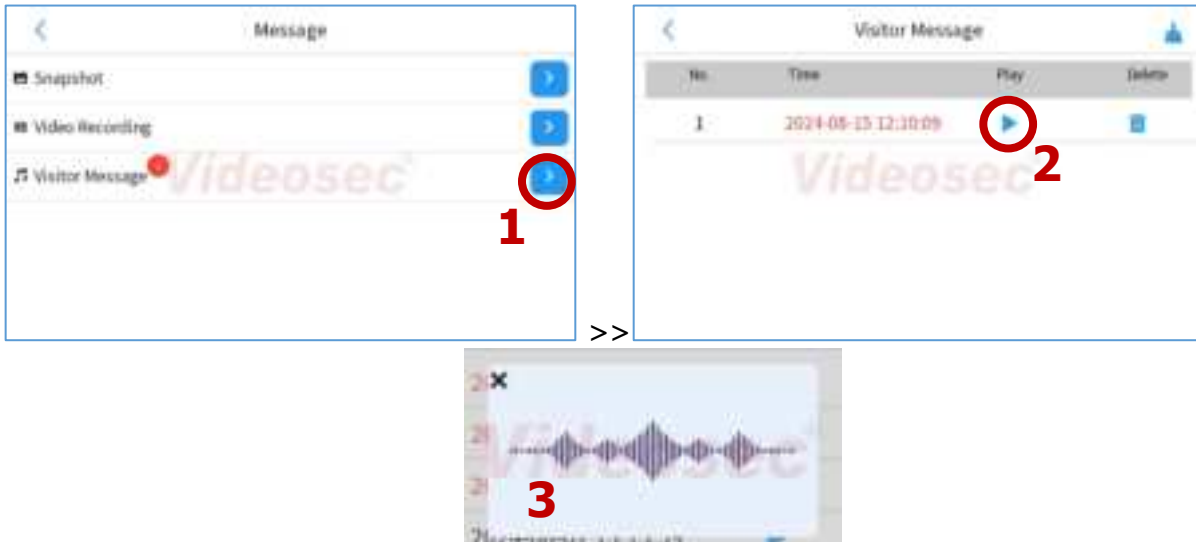 Message
Snapshot
Video Recording
Visitor Message
1
>>
Visitor Message
No. Time Play Delete
1 2024-08-15 12:10:09
2
Videosec
Videosec
Videosec
3